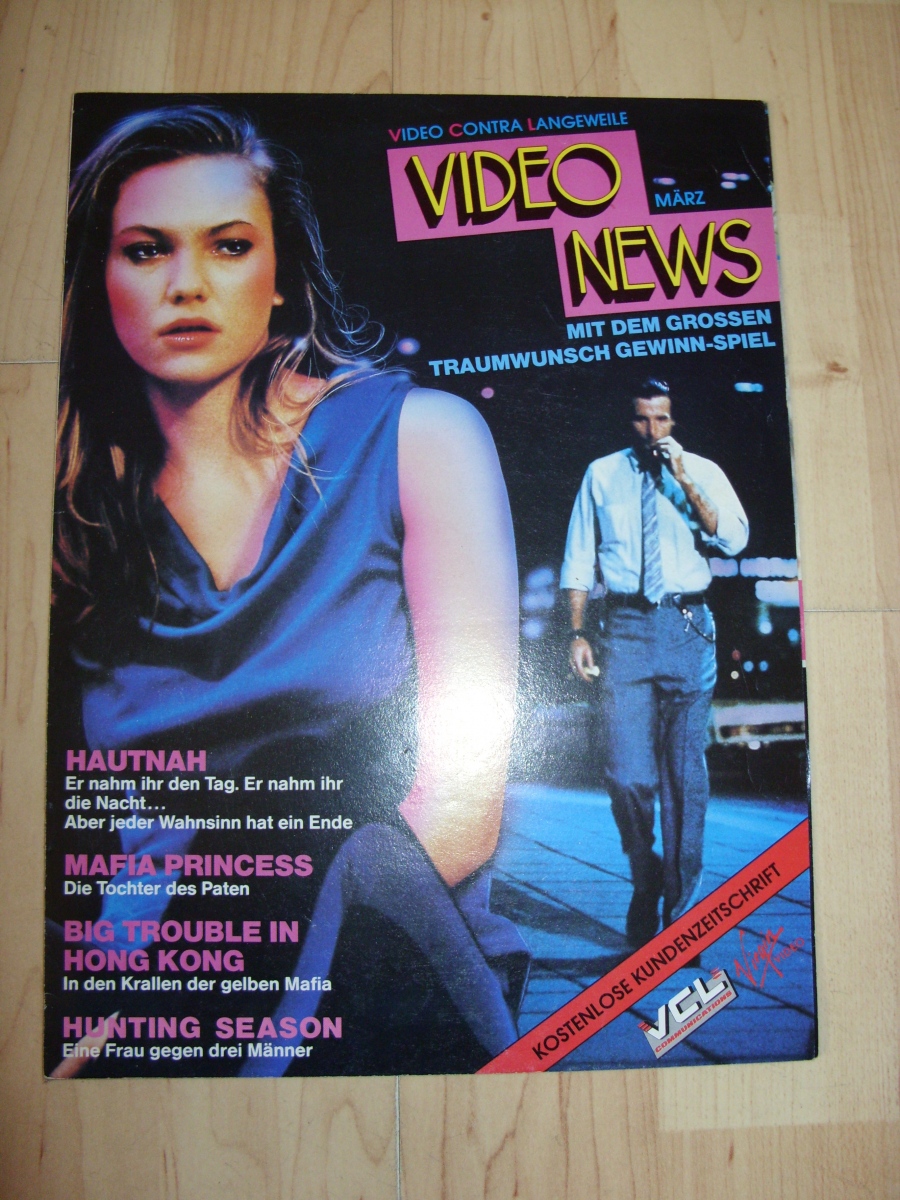 VIDEO CONTRA LANGEWEILE
VIDEO
MÄRZ
NEWS
MIT DEM GROSSEN
TRAUMWUNSCH GEWINN-SPIEL
HAUTNAH
Er nahm ihr den Tag. Er nahm ihr
die Nacht...
Aber jeder Wahnsinn hat ein Ende
MAFIA PRINCESS
Die Tochter des Paten
BIG TROUBLE IN
HONG KONG
In den Krallen der gelben Mafia
HUNTING SEASON
Eine Frau gegen drei Männer
KOSTENLOSE KUNDENZEITSCHRIFT
VCL
COMMUNICATIONS
Virgin
VIDEO